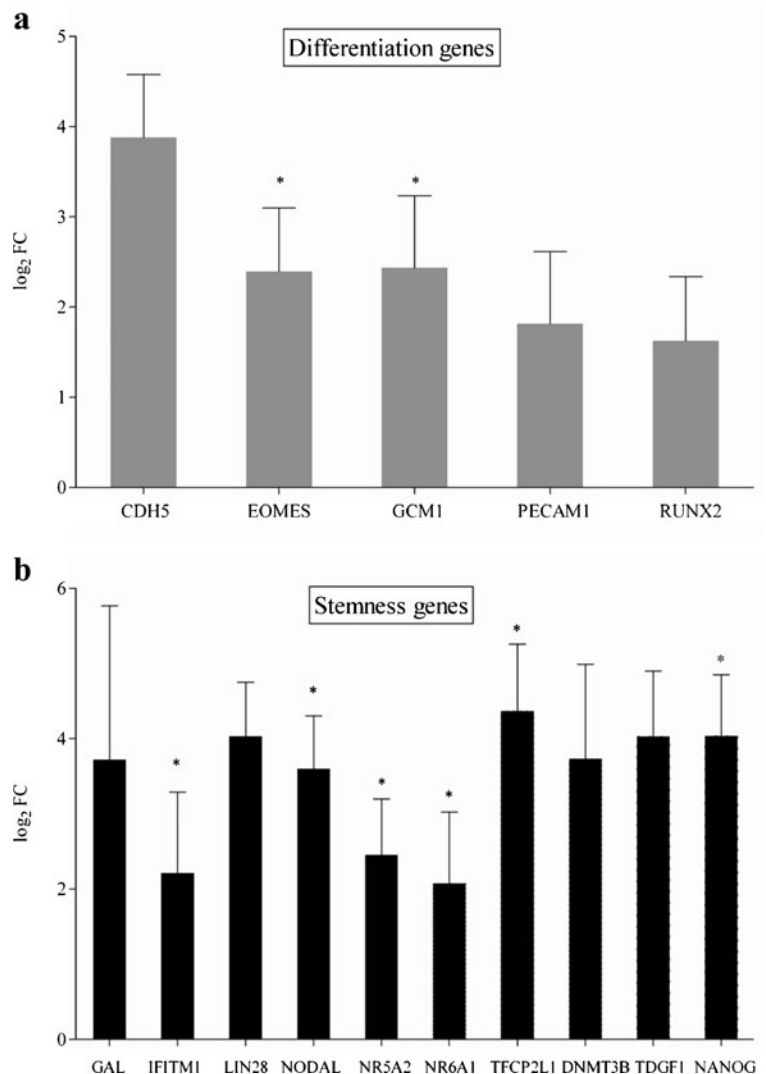 a
Differentiation genes
5
4
3
2
1
0
log₂ FC
* *
CDH5 EOMES GCM1 PECAM1 RUNX2
b
Stemness genes
6
4
2
0
log₂ FC
* * * * * *
GAL IFITM1 LIN28 NODAL NR5A2 NR6A1 TFCP2L1 DNMT3B TDGF1 NANOG